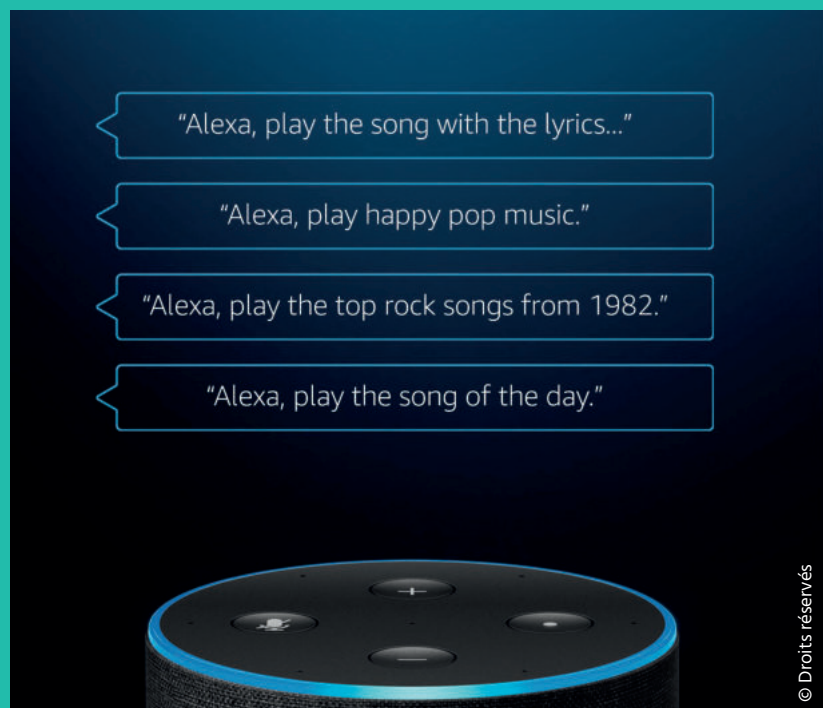 “Alexa, play the song with the lyrics...”
“Alexa, play happy pop music.”
“Alexa, play the top rock songs from 1982.”
“Alexa, play the song of the day.”
© Droits réservés